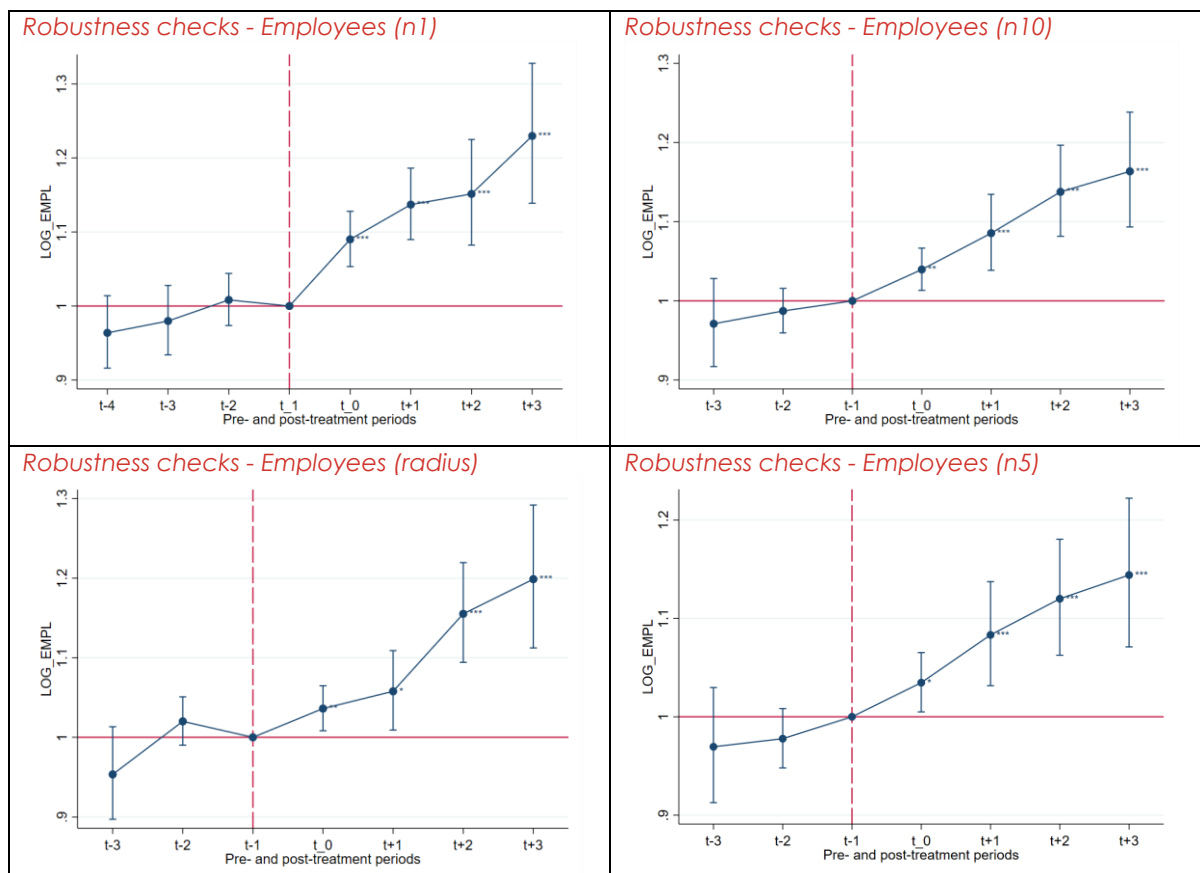 Robustness checks - Employees (n1)
LOG_EMPL
1.3
1.2
1.1
1
.9
***
***
***
***
t-4 t-3 t-2 t_1 t_0 t+1 t+2 t+3
Pre- and post-treatment periods
Robustness checks - Employees (n10)
LOG_EMPL
1.3
1.2
1.1
1
.9
**
***
***
***
t-3 t-2 t-1 t_0 t+1 t+2 t+3
Pre- and post-treatment periods
Robustness checks - Employees (radius)
LOG_EMPL
1.3
1.2
1.1
1
.9
**
*
***
***
t-3 t-2 t-1 t_0 t+1 t+2 t+3
Pre- and post-treatment periods
Robustness checks - Employees (n5)
LOG_EMPL
1.2
1.1
1
.9
*
***
***
***
t-3 t-2 t-1 t_0 t+1 t+2 t+3
Pre- and post-treatment periods